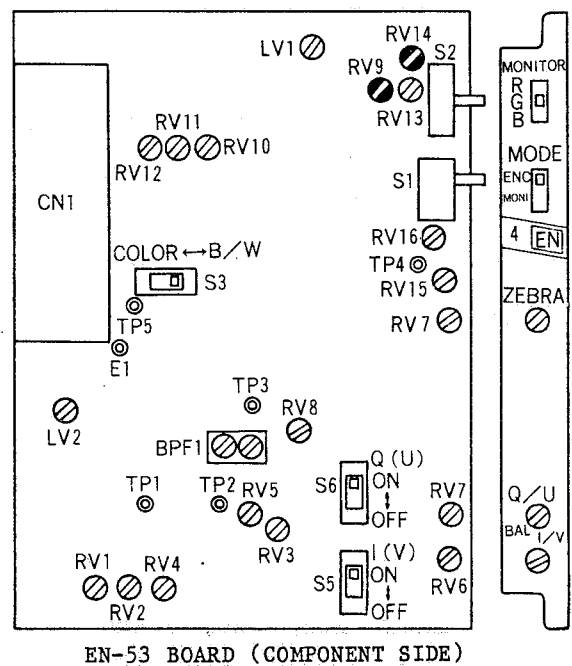 RV14
LV1
S2
RV9
MONITOR
R
G
B
RV13
RV11
RV10
RV12
MODE
S1
ENC
MONI
CN1
RV16
4 EN
COLOR ↔ B/W
TP4
S3
RV15
ZEBRA
TP5
RV7
E1
TP3
RV8
LV2
BPF1
Q (U)
S6
ON
↕
OFF
TP1
TP2
RV5
RV7
Q/U
RV3
BAL
I/V
I (V)
RV1
RV4
S5
ON
↕
OFF
RV6
RV2
EN-53 BOARD (COMPONENT SIDE)